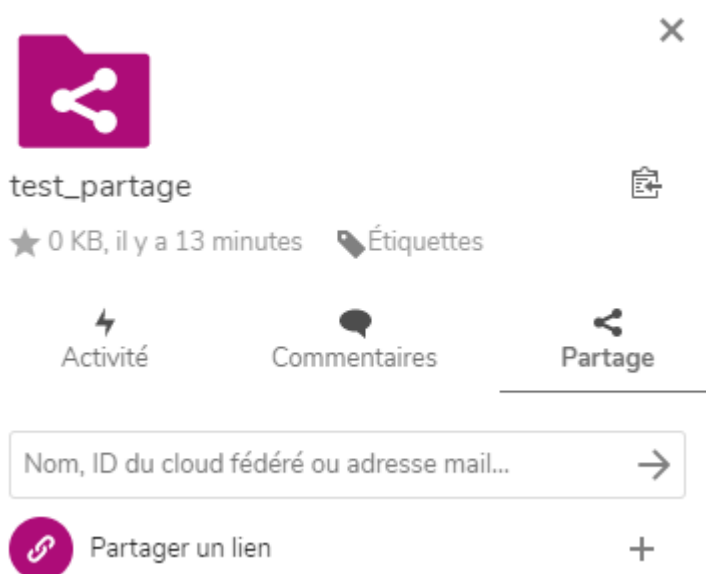 test_partage
0 KB, il y a 13 minutes Étiquettes
Activité Commentaires Partage
Nom, ID du cloud fédéré ou adresse mail...
Partager un lien